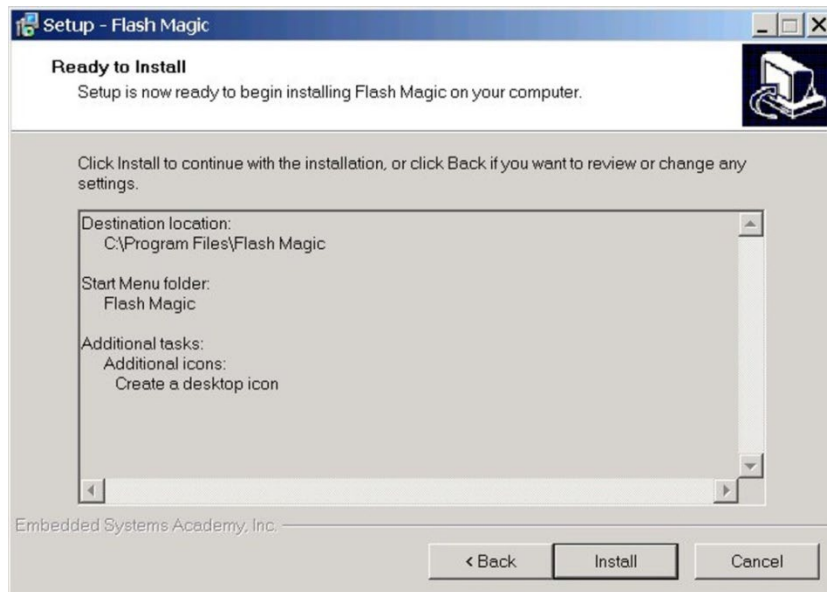 Setup - Flash Magic
Ready to Install
Setup is now ready to begin installing Flash Magic on your computer.
Click Install to continue with the installation, or click Back if you want to review or change any
settings.
Destination location:
C:\Program Files\Flash Magic
Start Menu folder:
Flash Magic
Additional tasks:
Additional icons:
Create a desktop icon
Embedded Systems Academy, Inc.
< Back
Install
Cancel